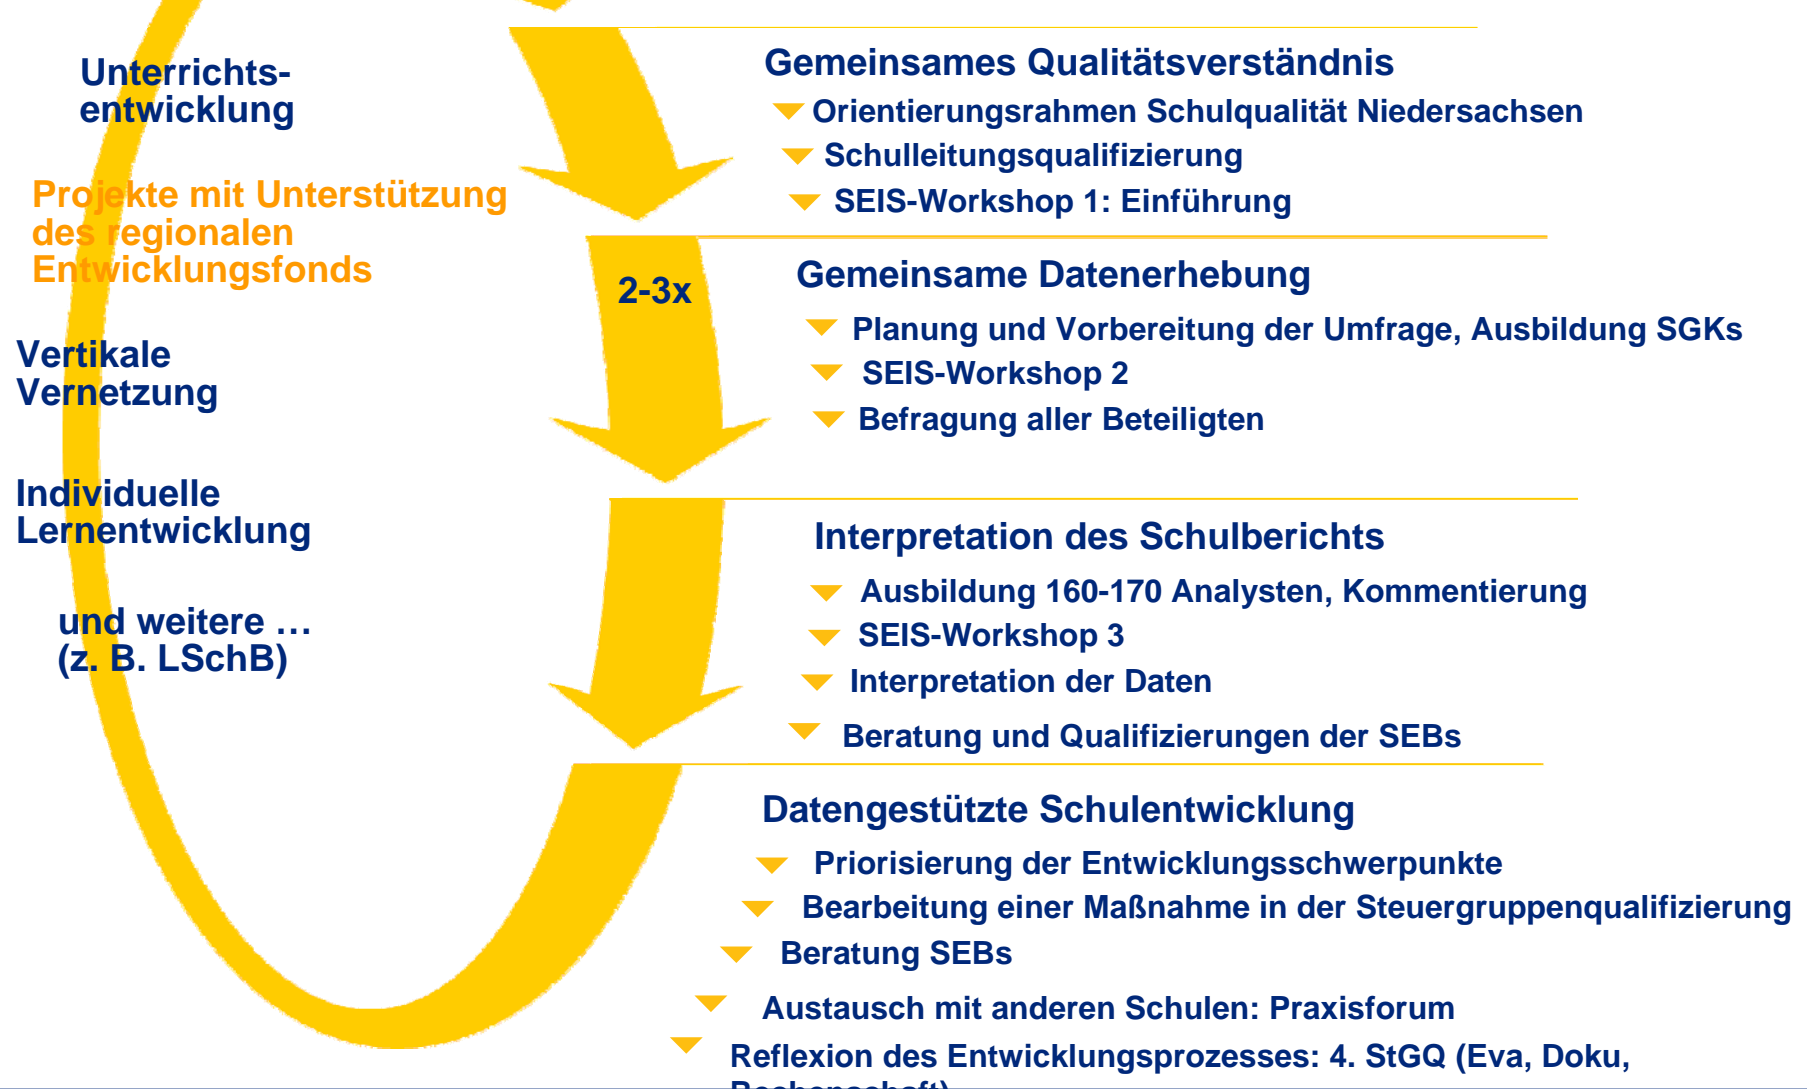 Unterrichts-
entwicklung
Projekte mit Unterstützung
des regionalen
Entwicklungsfonds
Vertikale
Vernetzung
Individuelle
Lernentwicklung
und weitere …
(z. B. LSchB)
2-3x
Gemeinsames Qualitätsverständnis
Orientierungsrahmen Schulqualität Niedersachsen
Schulleitungsqualifizierung
SEIS-Workshop 1: Einführung
Gemeinsame Datenerhebung
Planung und Vorbereitung der Umfrage, Ausbildung SGKs
SEIS-Workshop 2
Befragung aller Beteiligten
Interpretation des Schulberichts
Ausbildung 160-170 Analysten, Kommentierung
SEIS-Workshop 3
Interpretation der Daten
Beratung und Qualifizierungen der SEBs
Datengestützte Schulentwicklung
Priorisierung der Entwicklungsschwerpunkte
Bearbeitung einer Maßnahme in der Steuergruppenqualifizierung
Beratung SEBs
Austausch mit anderen Schulen: Praxisforum
Reflexion des Entwicklungsprozesses: 4. StGQ (Eva, Doku,